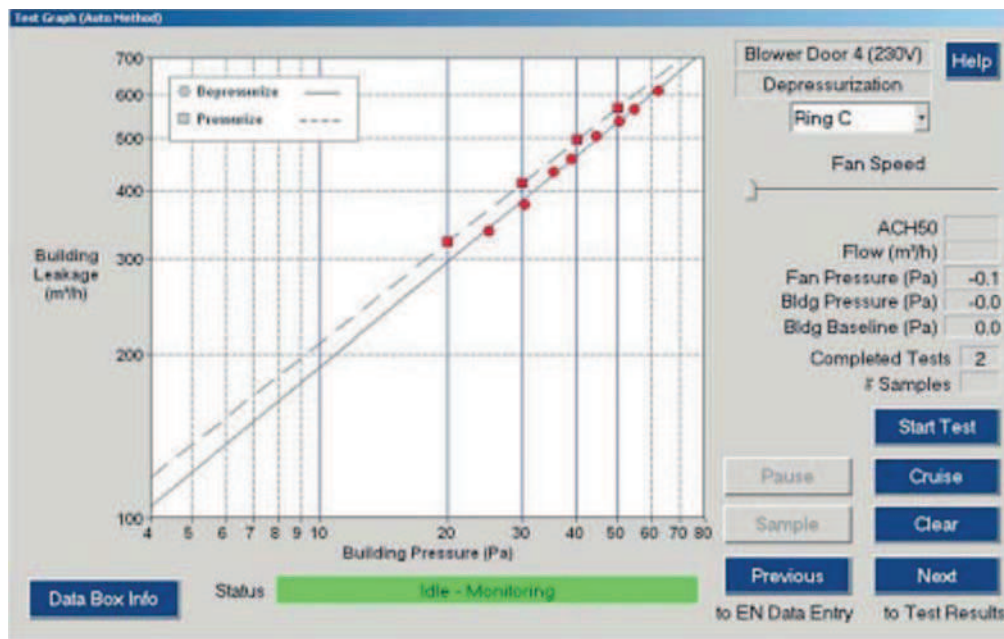 Test Graph (Auto Method)
700
600
500
400
300
200
100
Depressurize
Pressurize
Building
Leakage
(m³/h)
4 5 6 7 8 9 10 20 30 40 50 60 70 80
Building Pressure (Pa)
Blower Door 4 (230V)
Help
Depressurization
Ring C
Fan Speed
ACH50
Flow (m³/h)
Fan Pressure (Pa) -0.1
Bldg Pressure (Pa) -0.0
Bldg Baseline (Pa) 0.0
Completed Tests 2
# Samples
Start Test
Pause Cruise
Sample Clear
Previous Next
to EN Data Entry to Test Results
Data Box Info
Status Idle - Monitoring